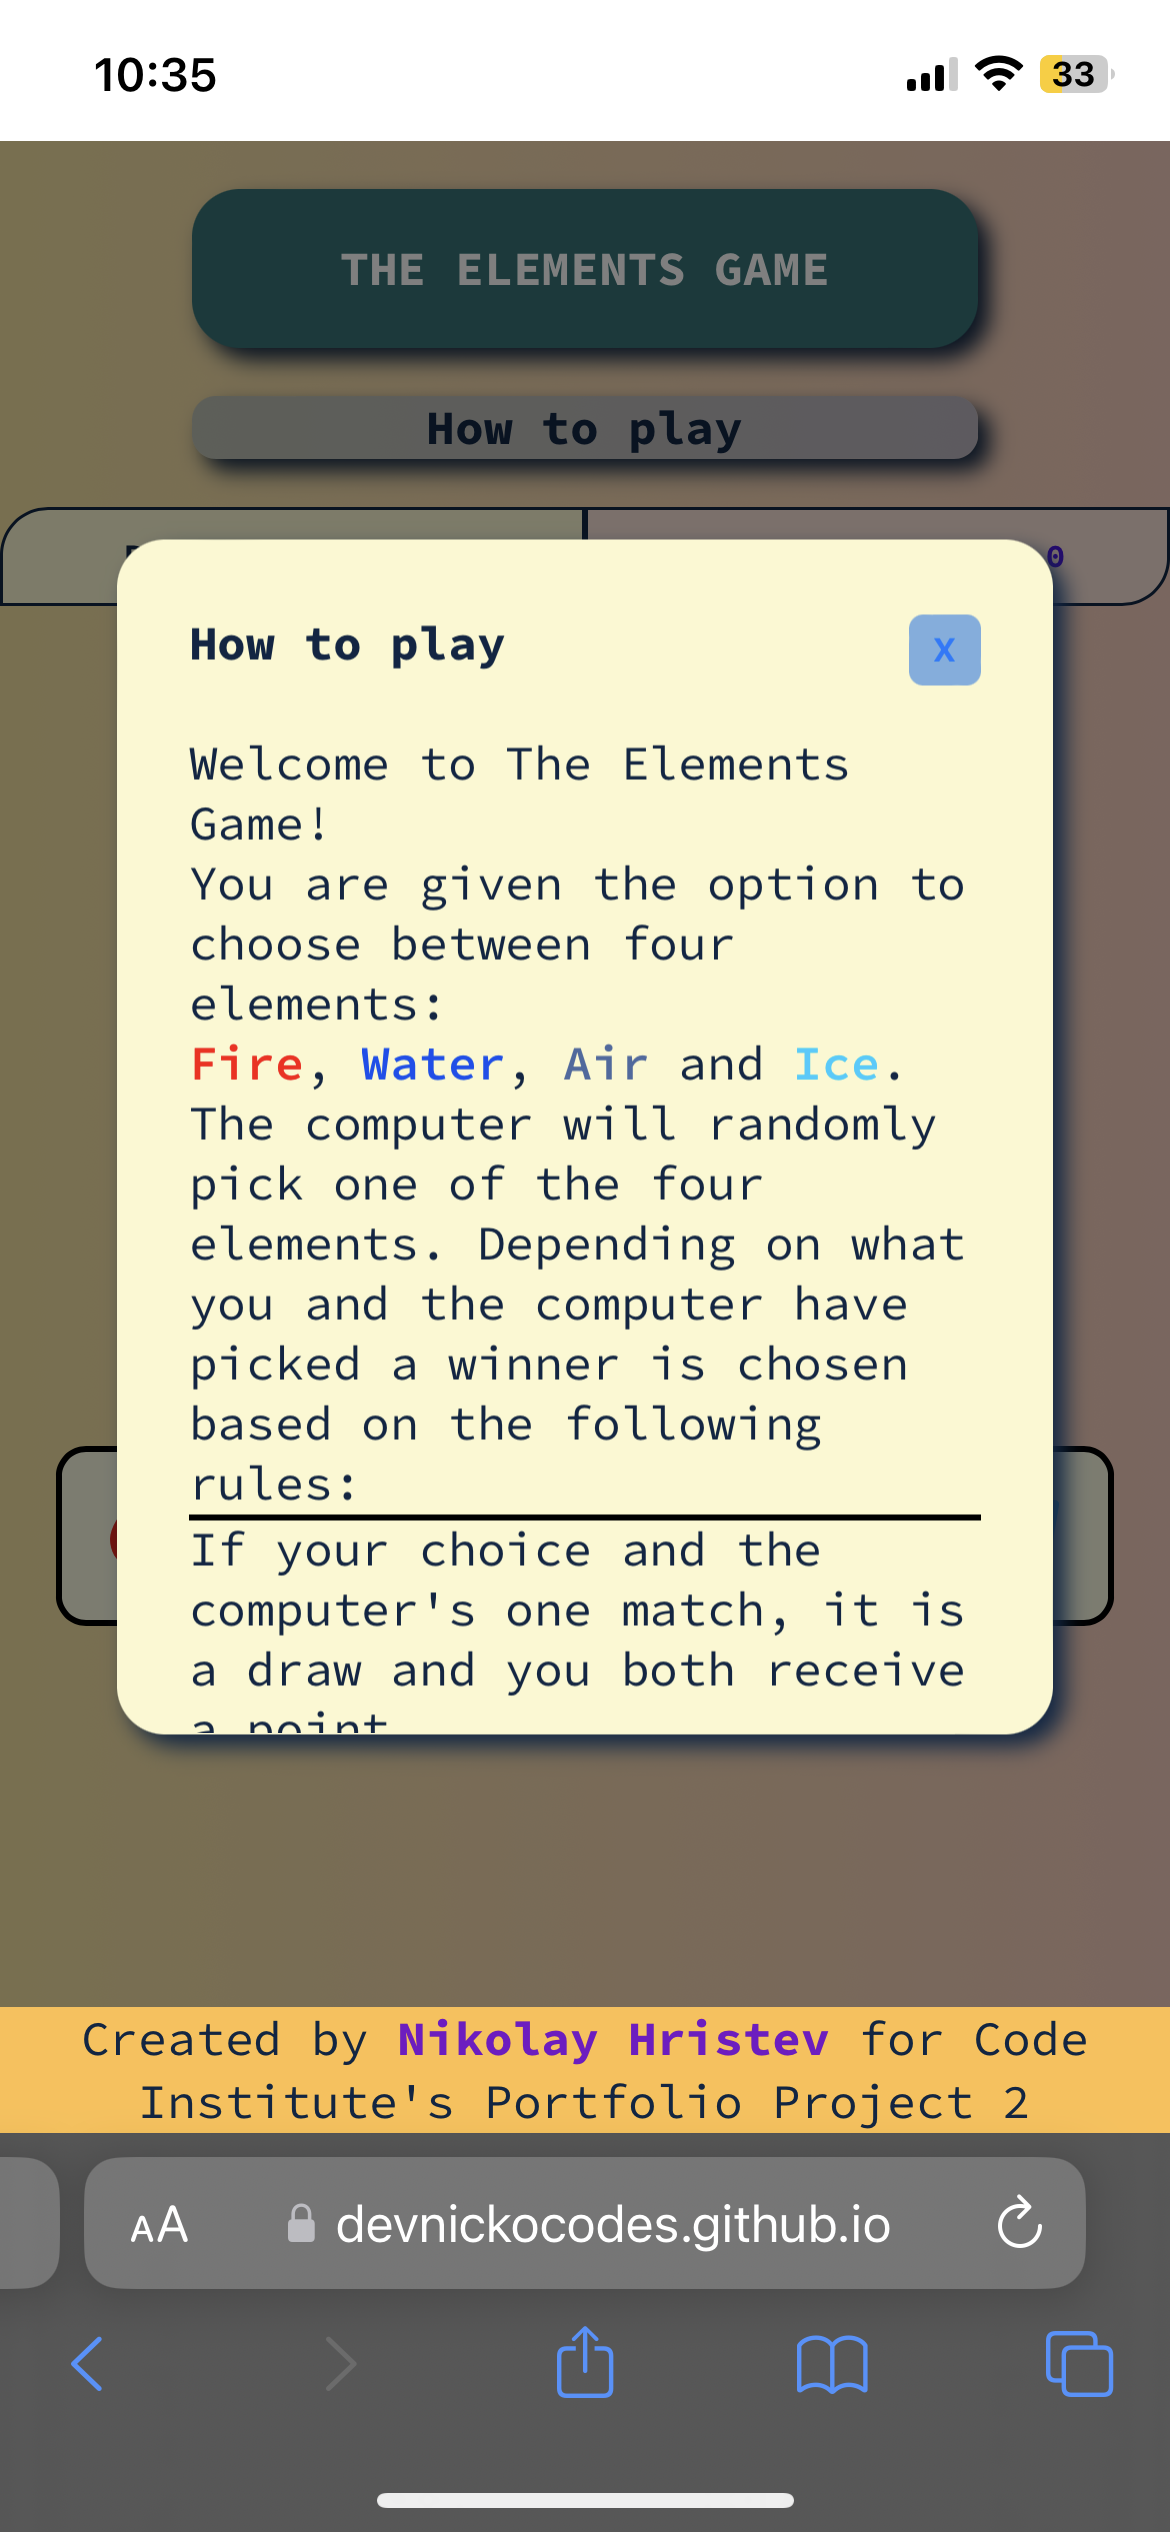 10:35
33
THE ELEMENTS GAME
How to play
0
How to play
x
Welcome to The Elements
Game!
You are given the option to
choose between four
elements:
Fire, Water, Air and Ice.
The computer will randomly
pick one of the four
elements. Depending on what
you and the computer have
picked a winner is chosen
based on the following
rules:
If your choice and the
computer's one match, it is
a draw and you both receive
a point
Created by Nikolay Hristev for Code
Institute's Portfolio Project 2
AA
devnickocodes.github.io